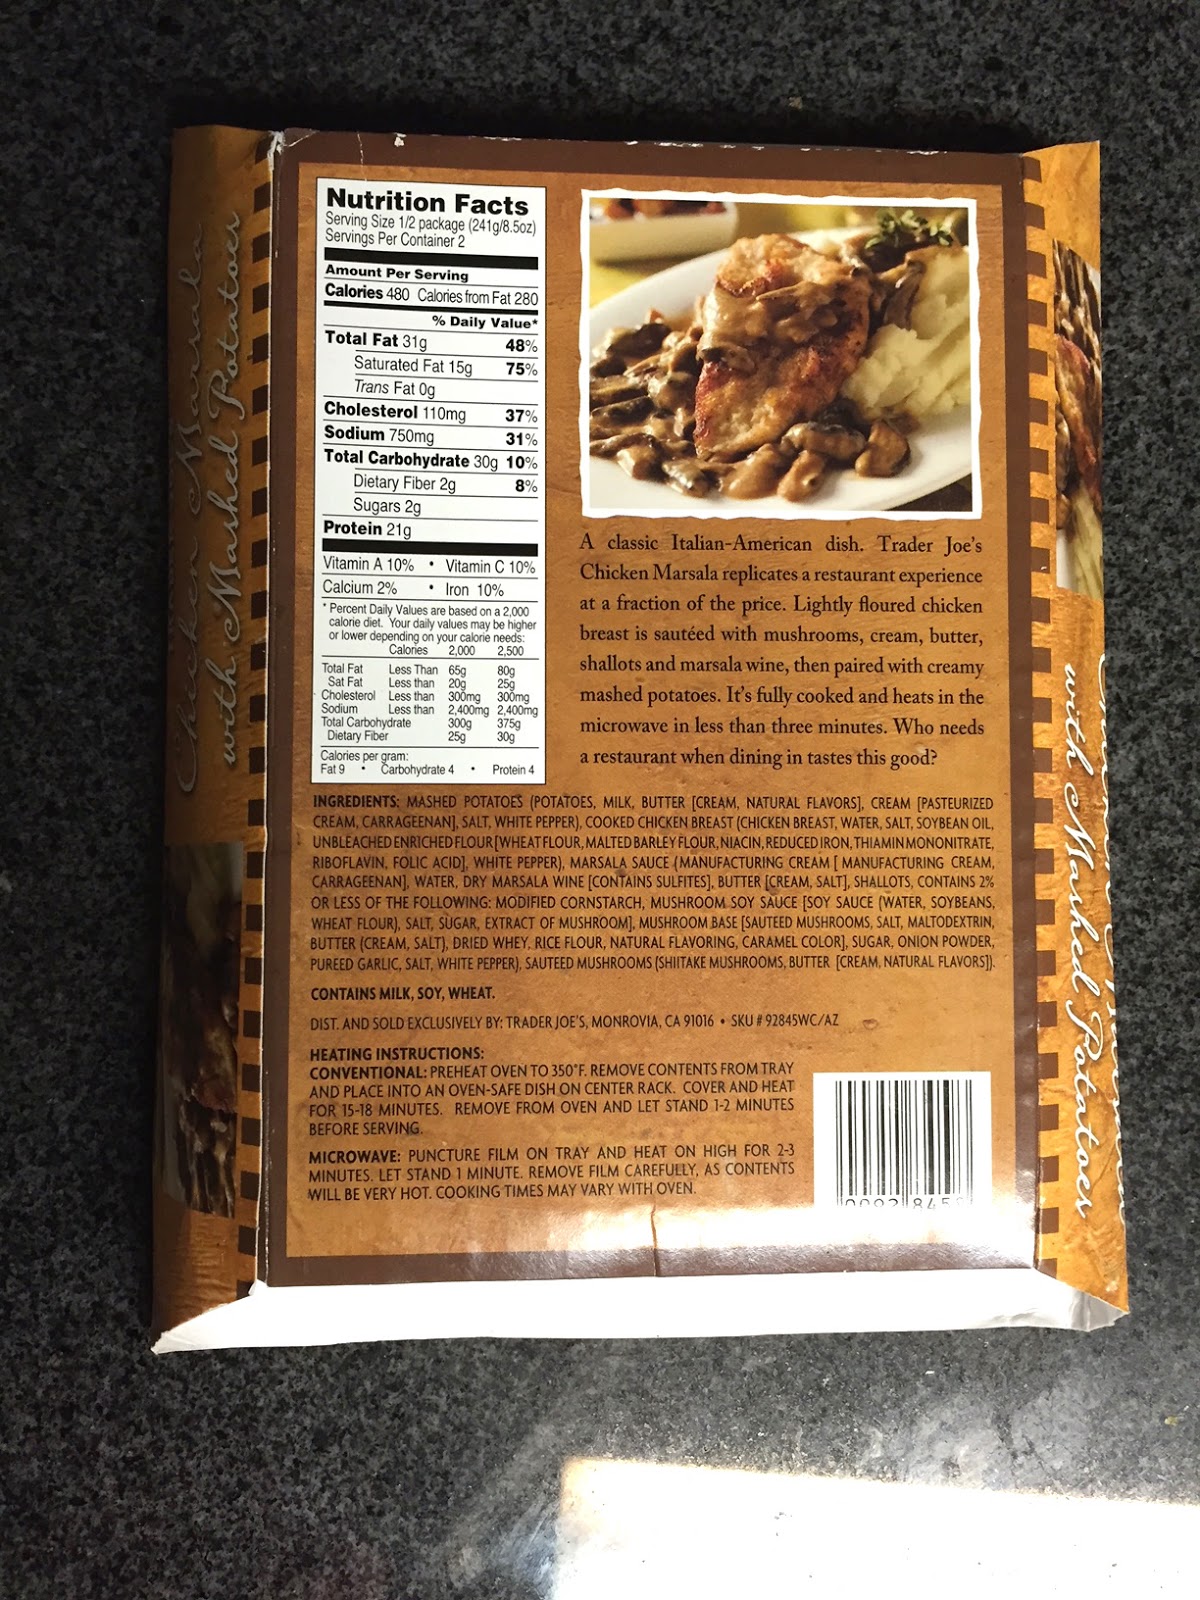 Chicken Marsala
with Mashed Potatoes
Nutrition Facts
Serving Size 1/2 package (241g/8.5oz)
Servings Per Container 2
Amount Per Serving
Calories 480 Calories from Fat 280
% Daily Value*
Total Fat 31g 48%
Saturated Fat 15g 75%
Trans Fat 0g
Cholesterol 110mg 37%
Sodium 750mg 31%
Total Carbohydrate 30g 10%
Dietary Fiber 2g 8%
Sugars 2g
Protein 21g
Vitamin A 10% • Vitamin C 10%
Calcium 2% • Iron 10%
* Percent Daily Values are based on a 2,000
calorie diet. Your daily values may be higher
or lower depending on your calorie needs:
Calories 2,000 2,500
Total Fat Less Than 65g 80g
Sat Fat Less than 20g 25g
Cholesterol Less than 300mg 300mg
Sodium Less than 2,400mg 2,400mg
Total Carbohydrate 300g 375g
Dietary Fiber 25g 30g
Calories per gram:
Fat 9 • Carbohydrate 4 • Protein 4
A classic Italian-American dish. Trader Joe's
Chicken Marsala replicates a restaurant experience
at a fraction of the price. Lightly floured chicken
breast is sautéed with mushrooms, cream, butter,
shallots and marsala wine, then paired with creamy
mashed potatoes. It's fully cooked and heats in the
microwave in less than three minutes. Who needs
a restaurant when dining in tastes this good?
INGREDIENTS: MASHED POTATOES (POTATOES, MILK, BUTTER [CREAM, NATURAL FLAVORS], CREAM [PASTEURIZED
CREAM, CARRAGEENAN], SALT, WHITE PEPPER), COOKED CHICKEN BREAST (CHICKEN BREAST, WATER, SALT, SOYBEAN OIL,
UNBLEACHED ENRICHED FLOUR [WHEAT FLOUR, MALTED BARLEY FLOUR, NIACIN, REDUCED IRON, THIAMIN MONONITRATE,
RIBOFLAVIN, FOLIC ACID], WHITE PEPPER), MARSALA SAUCE (MANUFACTURING CREAM [ MANUFACTURING CREAM,
CARRAGEENAN], WATER, DRY MARSALA WINE [CONTAINS SULFITES], BUTTER [CREAM, SALT], SHALLOTS, CONTAINS 2%
OR LESS OF THE FOLLOWING: MODIFIED CORNSTARCH, MUSHROOM SOY SAUCE [SOY SAUCE (WATER, SOYBEANS,
WHEAT FLOUR), SALT, SUGAR, EXTRACT OF MUSHROOM], MUSHROOM BASE [SAUTEED MUSHROOMS, SALT, MALTODEXTRIN,
BUTTER (CREAM, SALT), DRIED WHEY, RICE FLOUR, NATURAL FLAVORING, CARAMEL COLOR], SUGAR, ONION POWDER,
PUREED GARLIC, SALT, WHITE PEPPER), SAUTEED MUSHROOMS (SHIITAKE MUSHROOMS, BUTTER [CREAM, NATURAL FLAVORS]).
CONTAINS MILK, SOY, WHEAT.
DIST. AND SOLD EXCLUSIVELY BY: TRADER JOE'S, MONROVIA, CA 91016 • SKU # 92845WC/AZ
HEATING INSTRUCTIONS:
CONVENTIONAL: PREHEAT OVEN TO 350°F. REMOVE CONTENTS FROM TRAY
AND PLACE INTO AN OVEN-SAFE DISH ON CENTER RACK. COVER AND HEAT
FOR 15-18 MINUTES. REMOVE FROM OVEN AND LET STAND 1-2 MINUTES
BEFORE SERVING.
MICROWAVE: PUNCTURE FILM ON TRAY AND HEAT ON HIGH FOR 2-3
MINUTES. LET STAND 1 MINUTE. REMOVE FILM CAREFULLY, AS CONTENTS
WILL BE VERY HOT. COOKING TIMES MAY VARY WITH OVEN.
with Mashed Potatoes